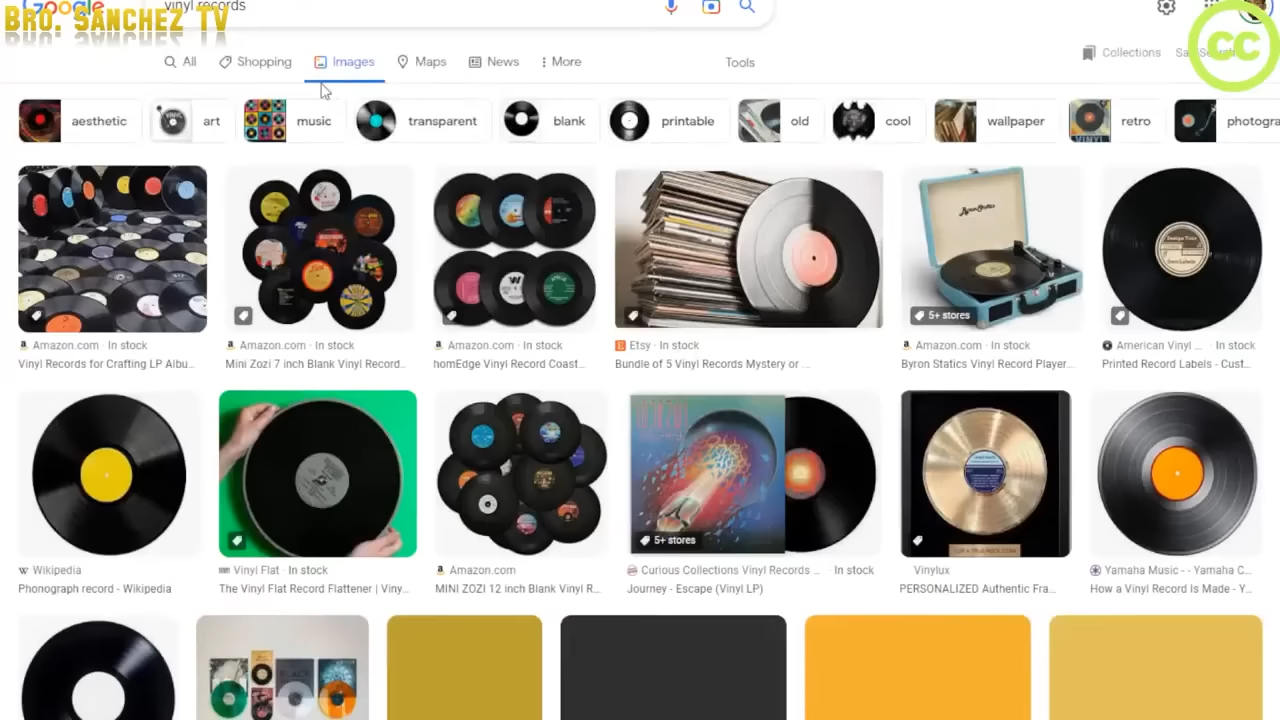 Google
vinyl records
BRO. SANCHEZ TV
cc
All
Shopping
Images
Maps
News
More
Tools
Collections
aesthetic
art
music
transparent
blank
printable
old
cool
wallpaper
retro
photogra
5+ stores
Amazon.com · In stock
Vinyl Records for Crafting LP Albu...
Amazon.com · In stock
Mini Zozi 7 inch Blank Vinyl Record...
Amazon.com · In stock
homEdge Vinyl Record Coast...
Etsy · In stock
Bundle of 5 Vinyl Records Mystery or ...
Amazon.com · In stock
Byron Statics Vinyl Record Player...
American Vinyl ... · In stock
Printed Record Labels - Cust...
5+ stores
Wikipedia
Phonograph record - Wikipedia
Vinyl Flat · In stock
The Vinyl Flat Record Flattener | Viny...
Amazon.com
MINI ZOZI 12 inch Blank Vinyl R...
Curious Collections Vinyl Records ... · In stock
Journey - Escape (Vinyl LP)
Vinylux
PERSONALIZED Authentic Fra...
Yamaha Music - - Yamaha C...
How a Vinyl Record Is Made - Y...